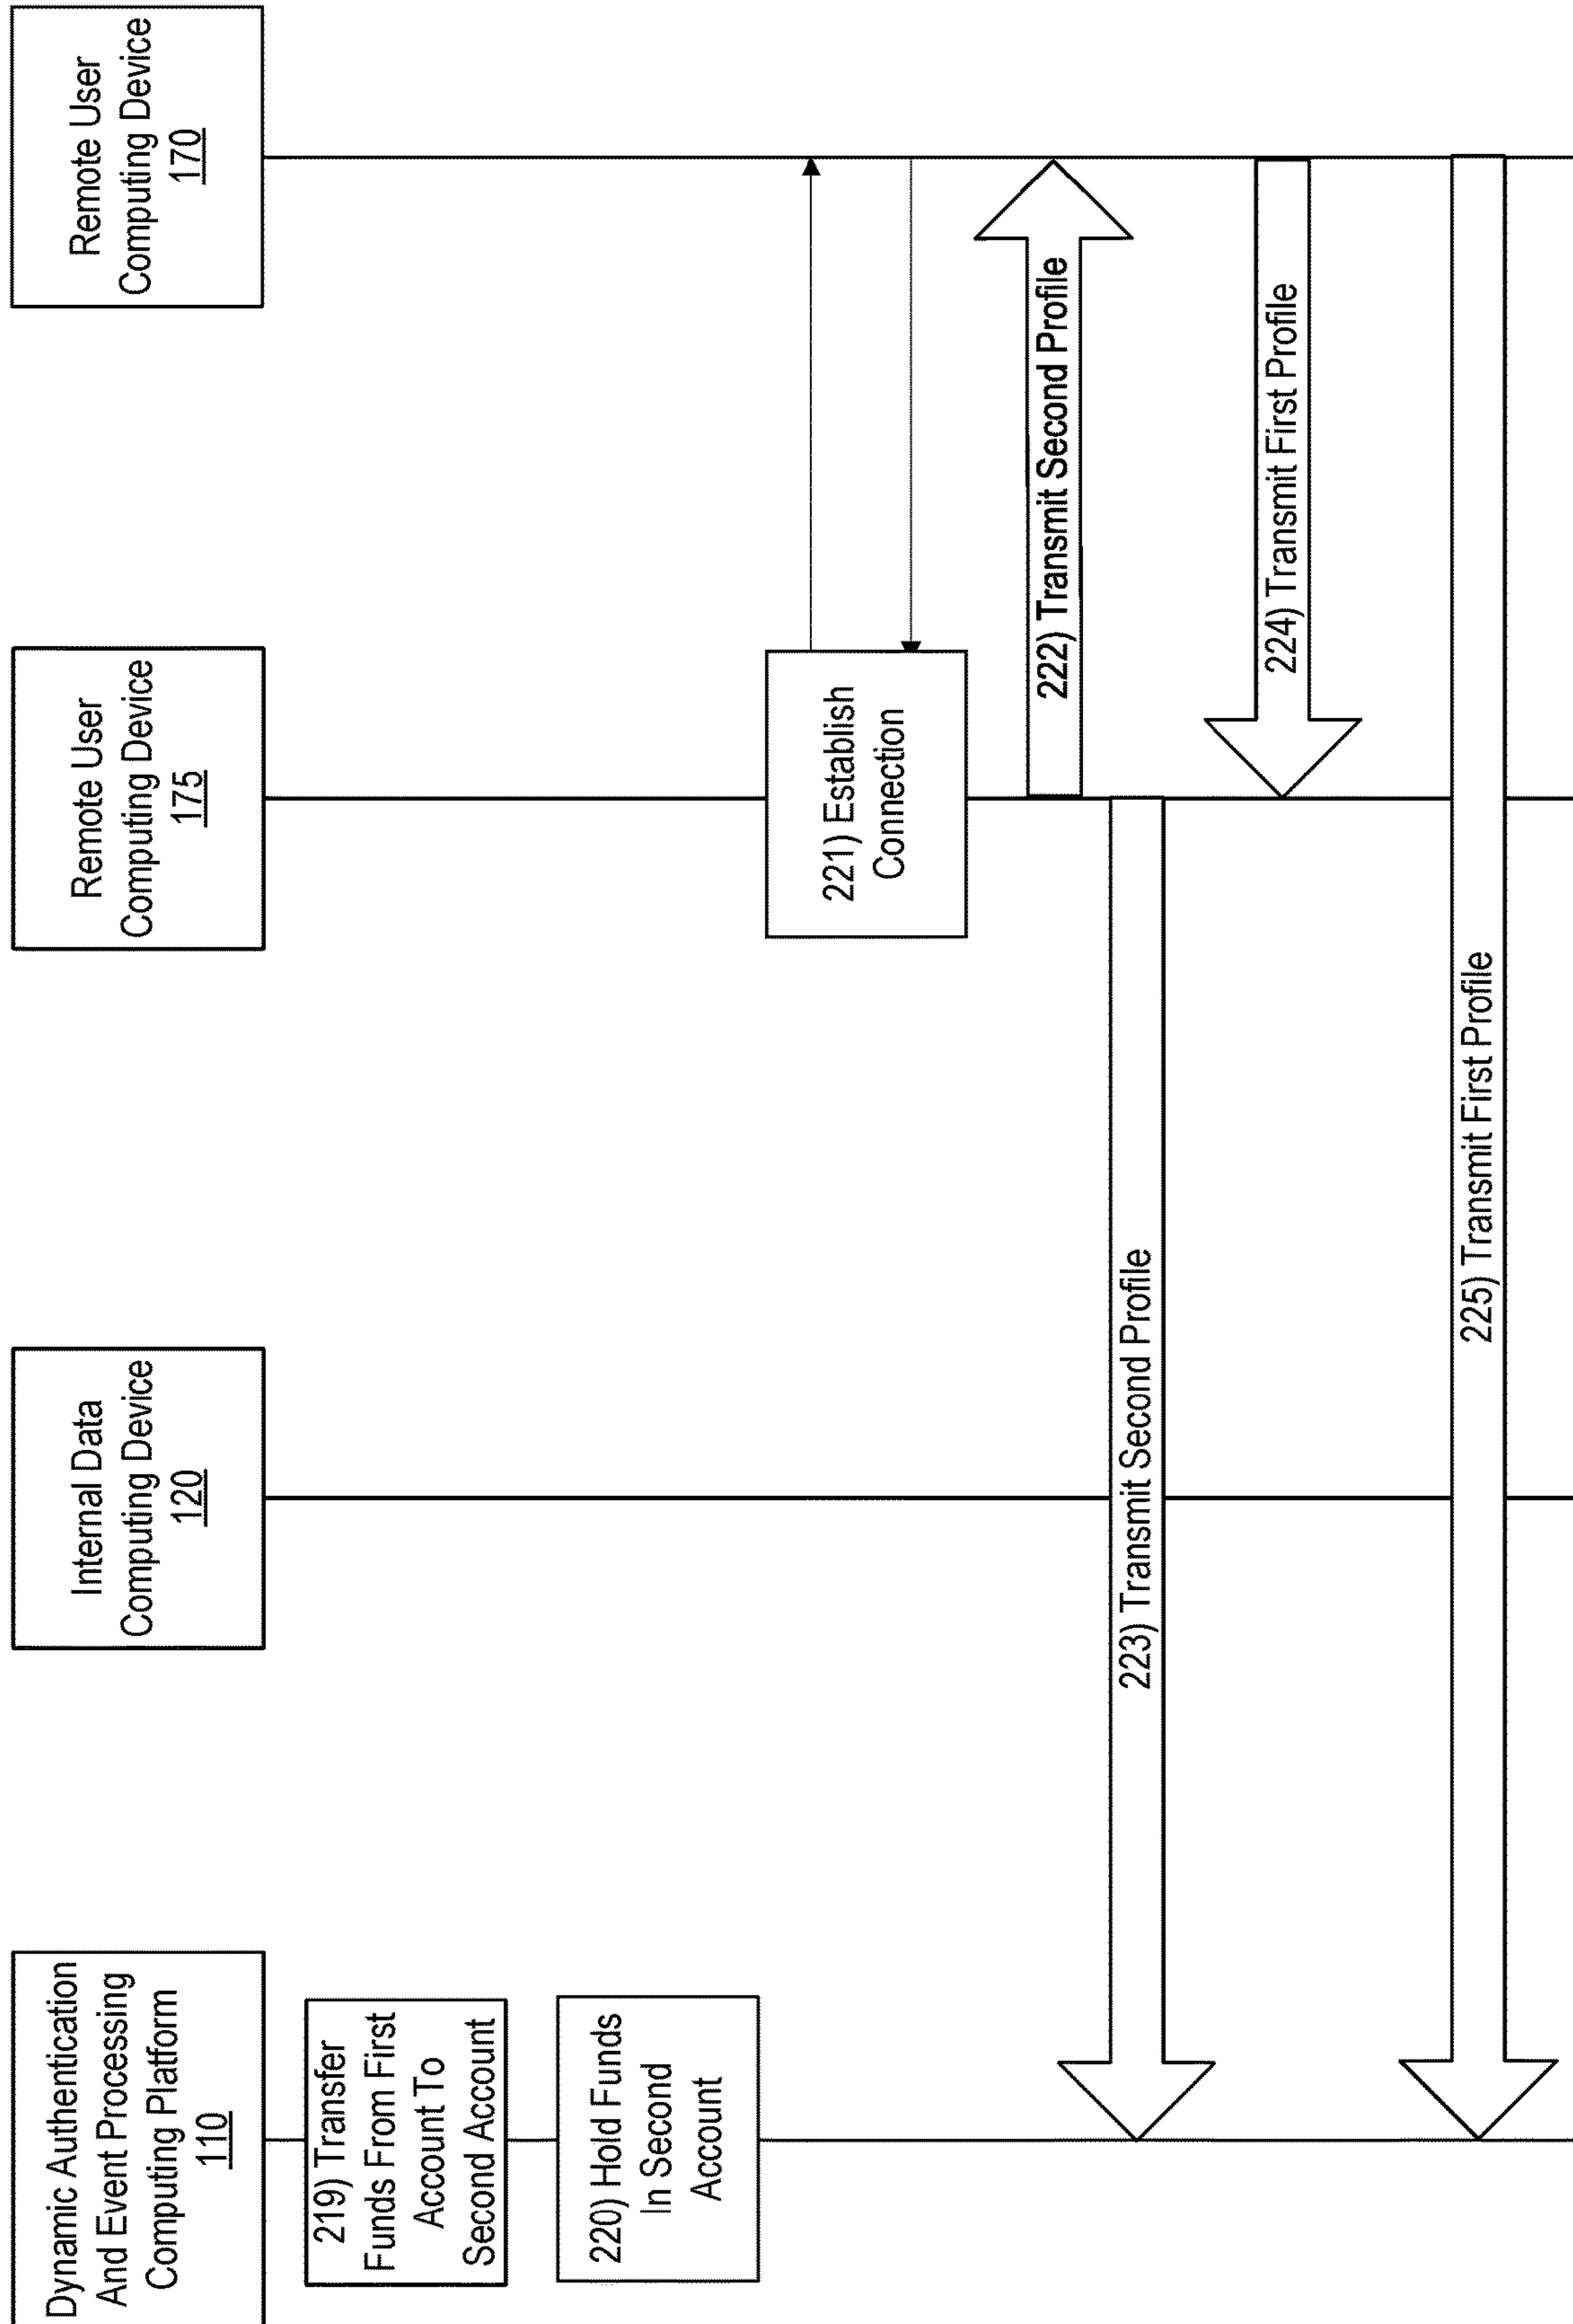 Dynamic Authentication
And Event Processing
Computing Platform
110
Internal Data
Computing Device
120
Remote User
Computing Device
175
Remote User
Computing Device
170
219) Transfer
Funds From First
Account To
Second Account
220) Hold Funds
In Second
Account
221) Establish
Connection
222) Transmit Second Profile
223) Transmit Second Profile
224) Transmit First Profile
225) Transmit First Profile